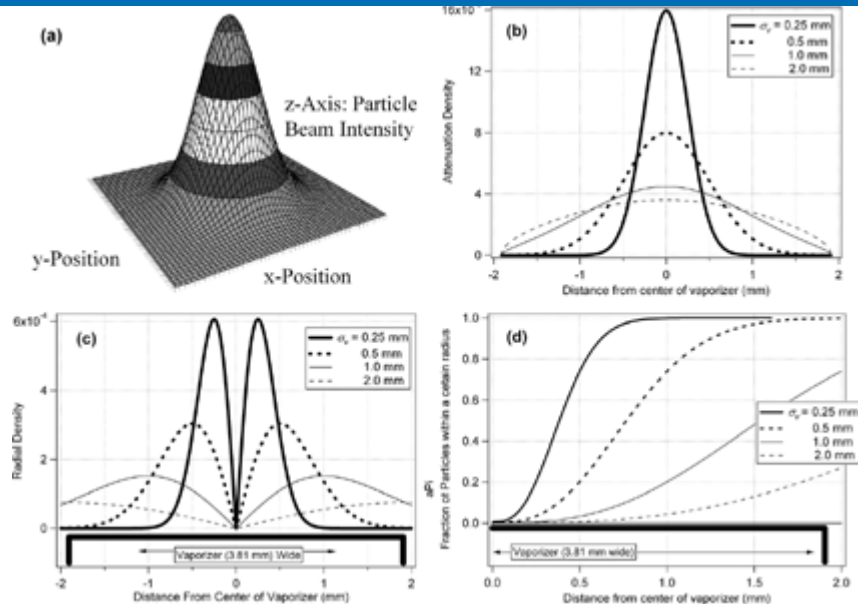 (a)
z-Axis: Particle
Beam Intensity
y-Position
x-Position
(b)
Attenuation Density
12
8
4
0
σv = 0.25 mm
0.5 mm
1.0 mm
2.0 mm
-2
-1
0
1
2
Distance from center of vaporizer (mm)
(c)
Radial Density
4
2
0
σv = 0.25 mm
0.5 mm
1.0 mm
2.0 mm
Vaporizer (3.81 mm) Wide
-2
-1
0
1
2
Distance From Center of Vaporizer (mm)
(d)
aPi
Fraction of Particles within a cetain radius
1.0
0.8
0.6
0.4
0.2
0.0
σv = 0.25 mm
0.5 mm
1.0 mm
2.0 mm
Vaporizer (3.81 mm wide)
0.0
0.5
1.0
1.5
2.0
Distance from center of vaporizer (mm)